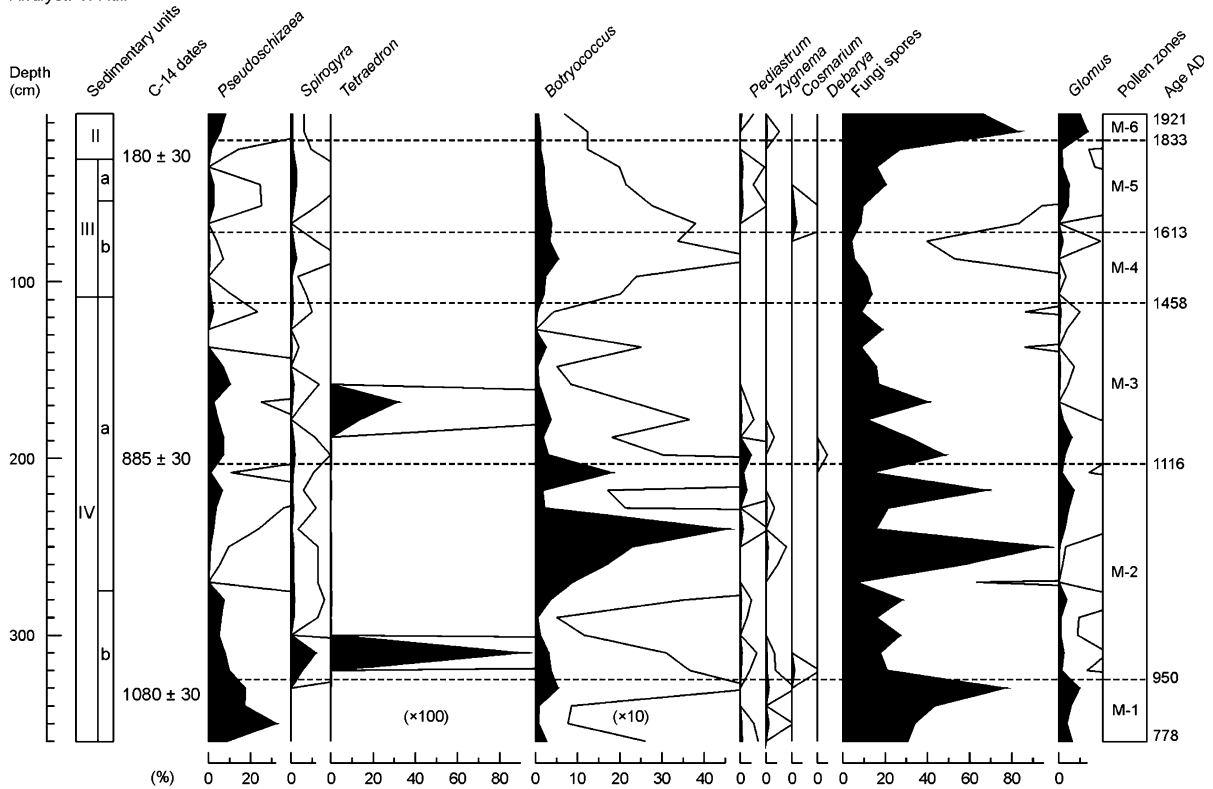 Sedimentary units
C-14 dates
Pseudoschizaea
Spirogyra
Tetraedron
Botryococcus
Pediastrum
Zygnema
Cosmarium
Debarya
Fungi spores
Glomus
Pollen zones
Age AD
Depth
(cm)
II
M-6
1921
1833
180 ± 30
a
M-5
III
1613
b
M-4
100
1458
M-3
a
200
885 ± 30
1116
IV
M-2
300
b
950
1080 ± 30
(×100)
(×10)
M-1
778
(%)
0 20 0 0 20 40 60 80 0 10 20 30 40 0 0 0 0 0 40 80 0